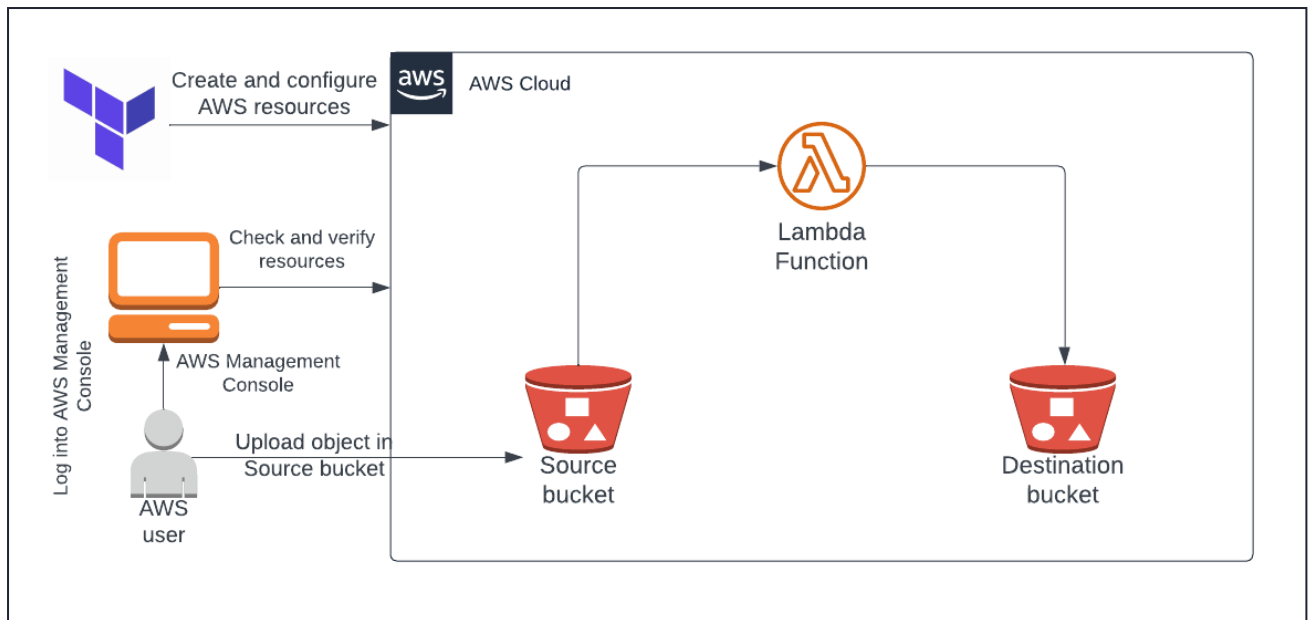 Create and configure
AWS resources
aws
AWS Cloud
Lambda
Function
Check and verify
resources
Log into AWS Management
Console
AWS Management
Console
Upload object in
Source bucket
AWS
user
Source
bucket
Destination
bucket